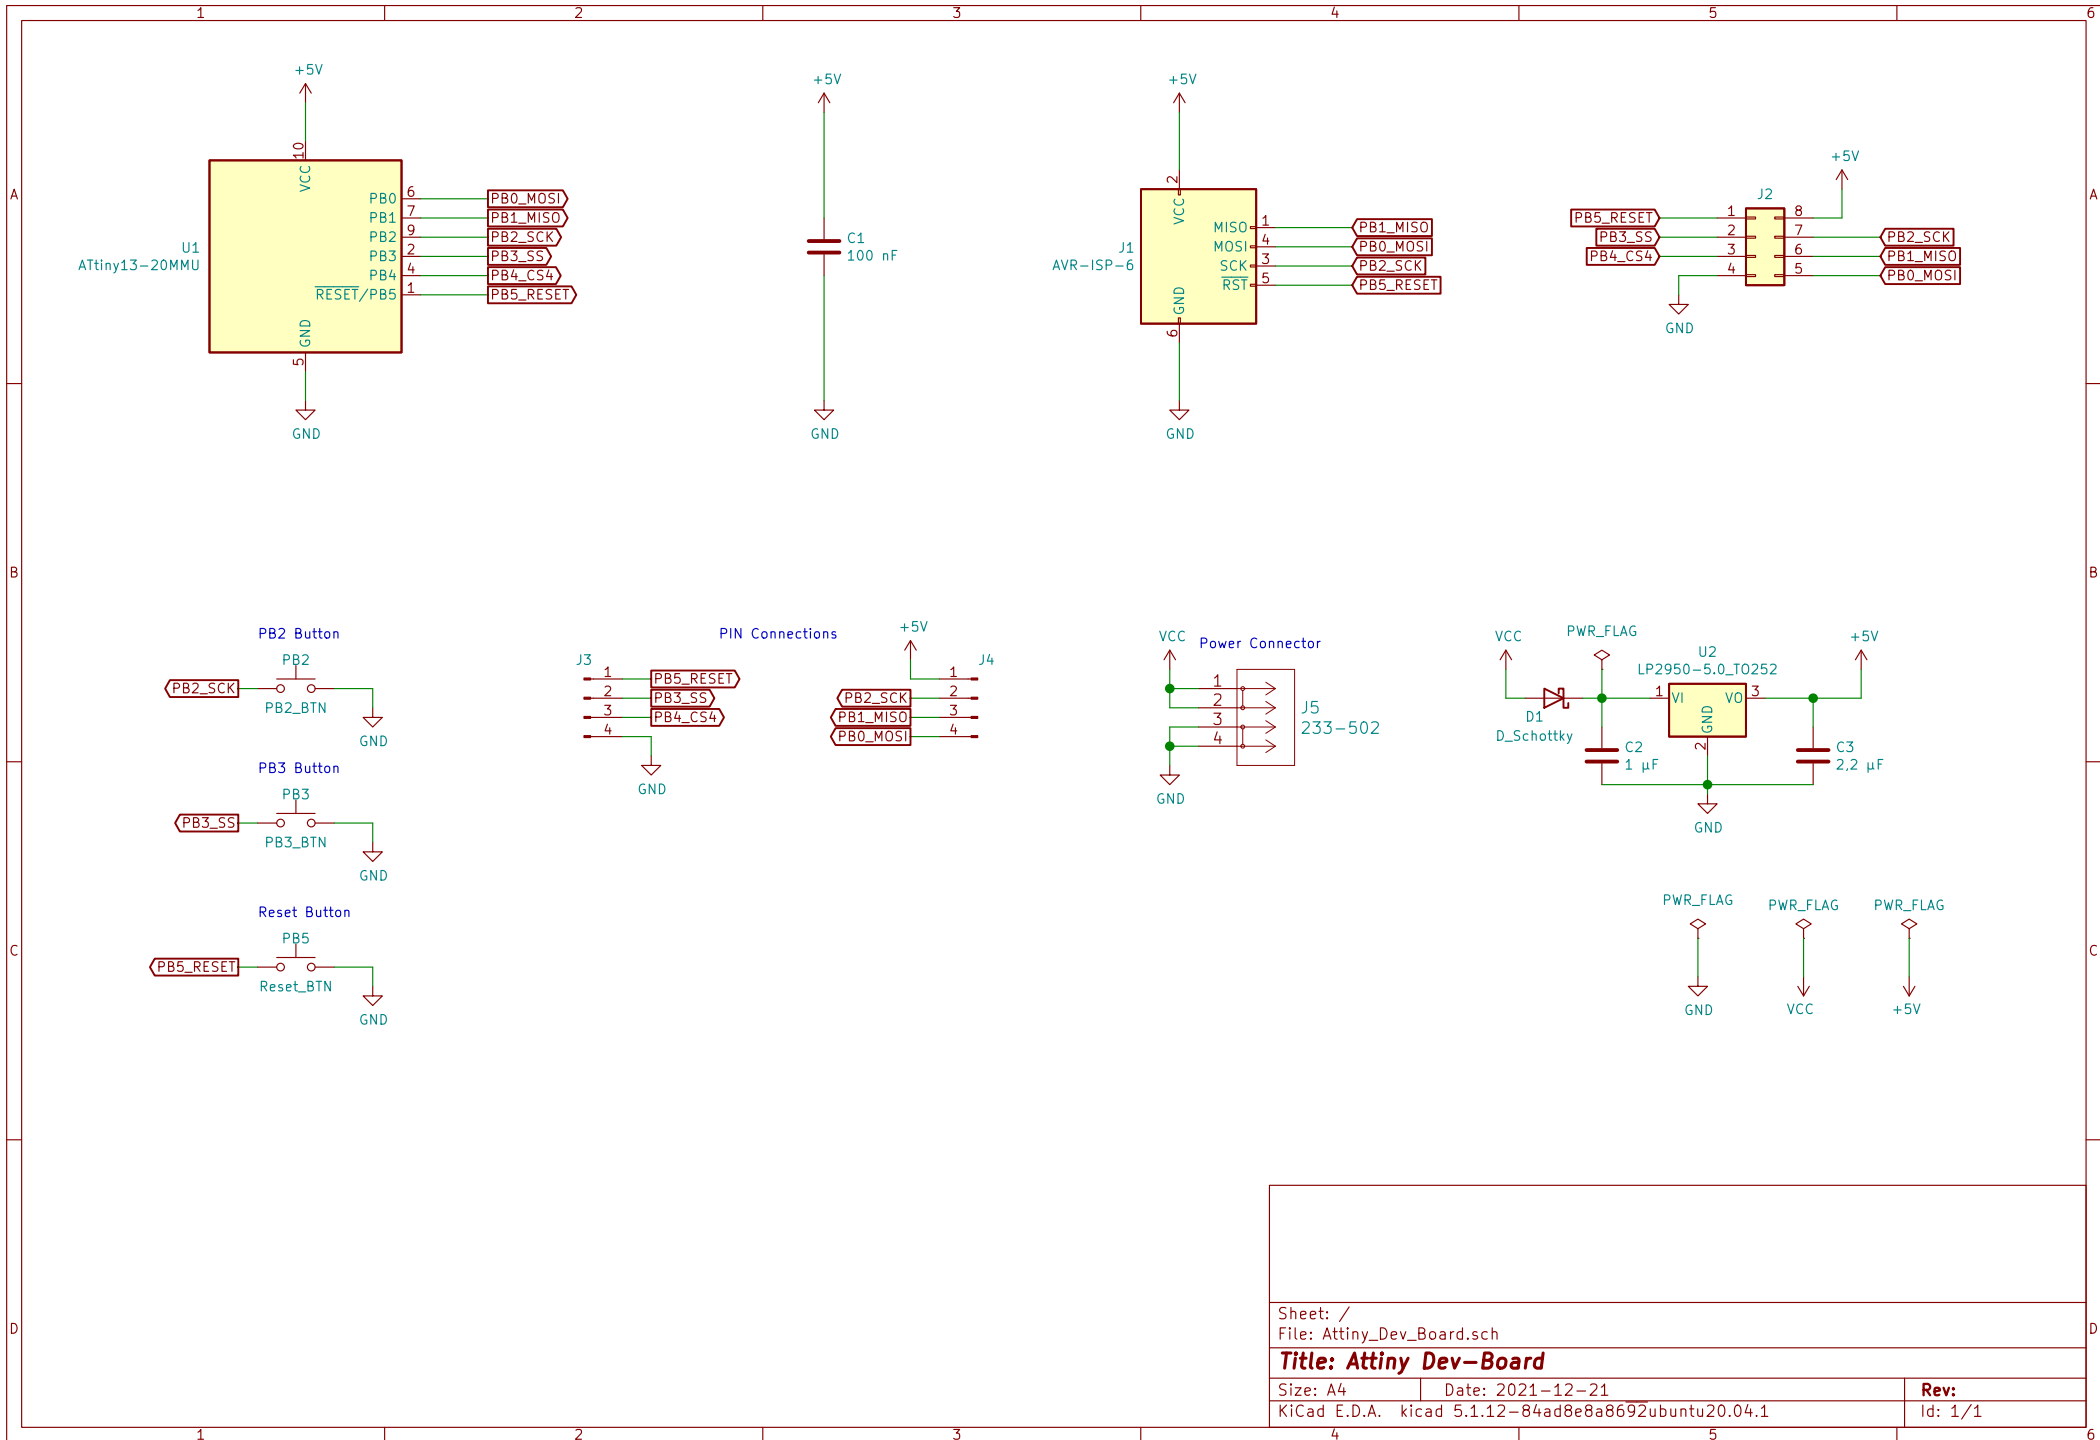 1 2 3 4 5 6
A
B
C
D
A
B
C
D
1 2 3 4 5 6
+5V
10
VCC
U1
ATtiny13-20MMU
PB0 6 PB0_MOSI
PB1 7 PB1_MISO
PB2 9 PB2_SCK
PB3 2 PB3_SS
PB4 4 PB4_CS4
RESET/PB5 1 PB5_RESET
GND
5
GND
+5V
C1
100 nF
GND
+5V
2
VCC
J1
AVR-ISP-6
MISO 1 PB1_MISO
MOSI 4 PB0_MOSI
SCK 3 PB2_SCK
RST 5 PB5_RESET
GND
6
GND
+5V
J2
PB5_RESET 1 8
PB3_SS 2 7 PB2_SCK
PB4_CS4 3 6 PB1_MISO
4 5 PB0_MOSI
GND
PB2 Button
PB2
PB2_SCK
PB2_BTN
GND
PB3 Button
PB3
PB3_SS
PB3_BTN
GND
Reset Button
PB5
PB5_RESET
Reset_BTN
GND
PIN Connections
J3
1 PB5_RESET
2 PB3_SS
3 PB4_CS4
4
GND
+5V
J4
1
PB2_SCK 2
PB1_MISO 3
PB0_MOSI 4
VCC
Power Connector
1
2
3
4
J5
233-502
GND
VCC
PWR_FLAG
D1
D_Schottky
U2
LP2950-5.0_TO252
1 VI VO 3
GND
2
+5V
C2
1 µF
C3
2,2 µF
GND
PWR_FLAG
GND
PWR_FLAG
VCC
PWR_FLAG
+5V
Sheet: /
File: Attiny_Dev_Board.sch
Title: Attiny Dev-Board
Size: A4 Date: 2021-12-21 Rev:
KiCad E.D.A. kicad 5.1.12-84ad8e8a8692ubuntu20.04.1 Id: 1/1